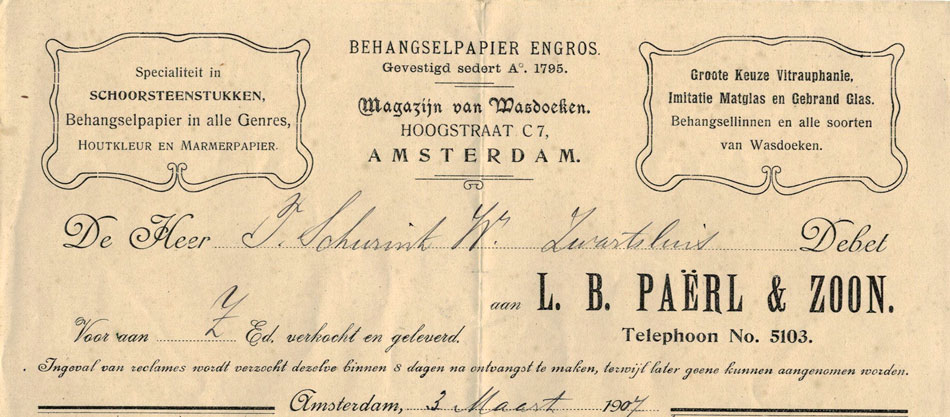 Specialiteit in
SCHOORSTEENSTUKKEN,
Behangselpapier in alle Genres,
HOUTKLEUR EN MARMERPAPIER.
BEHANGSELPAPIER ENGROS.
Gevestigd sedert Aº. 1795.
Magazijn van Wasdoeken.
HOOGSTRAAT C 7,
AMSTERDAM.
Groote Keuze Vitrauphanie,
Imitatie Matglas en Gebrand Glas.
Behangsellinnen en alle soorten
van Wasdoeken.
De Heer T. Schurink W. Zwartsluis Debet
aan L. B. PAËRL & ZOON.
Voor aan Z Ed. verkocht en geleverd.
Telephoon No. 5103.
Ingeval van reclames wordt verzocht dezelve binnen 8 dagen na ontvangst te maken, terwijl later geene kunnen aangenomen worden.
Amsterdam, 3 Maart 1907